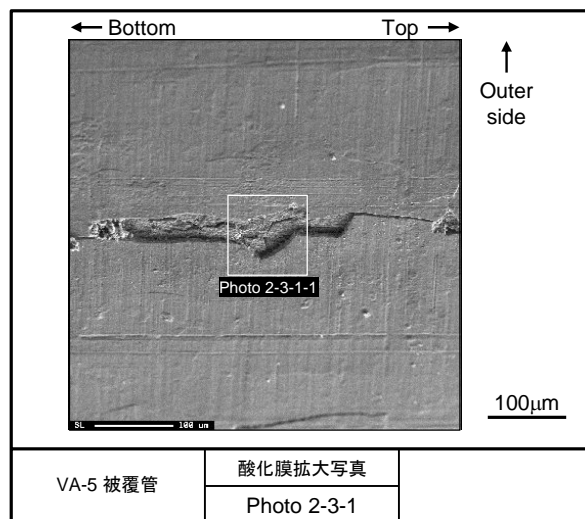 ← Bottom
Top →
Outer
side
Photo 2-3-1-1
SL
100 um
100μm
VA-5 被覆管
酸化膜拡大写真
Photo 2-3-1